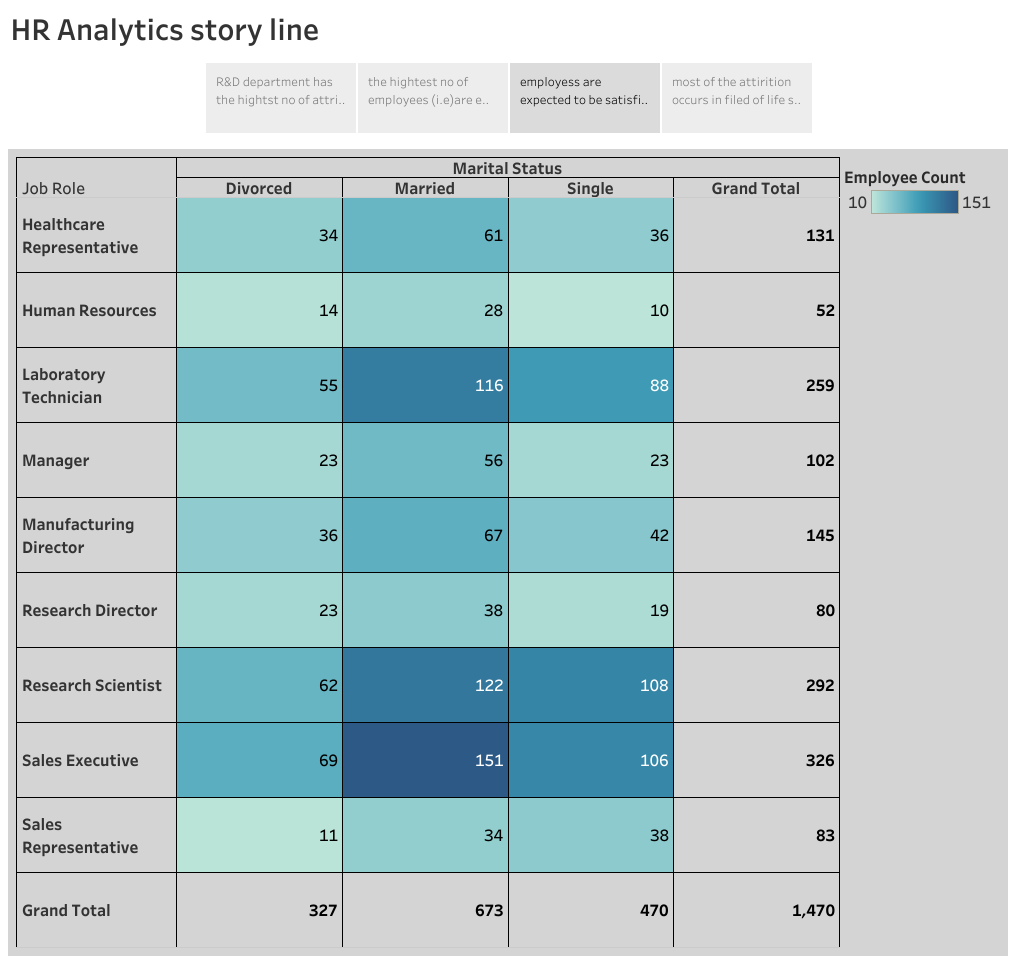 HR Analytics story line
R&D department has
the hightst no of attri..
the hightest no of
employees (i.e)are e..
employess are
expected to be satisfi..
most of the attirition
occurs in filed of life s..
Marital Status
Job Role Divorced Married Single Grand Total
Employee Count
10 151
Healthcare
Representative 34 61 36 131
Human Resources 14 28 10 52
Laboratory
Technician 55 116 88 259
Manager 23 56 23 102
Manufacturing
Director 36 67 42 145
Research Director 23 38 19 80
Research Scientist 62 122 108 292
Sales Executive 69 151 106 326
Sales
Representative 11 34 38 83
Grand Total 327 673 470 1,470